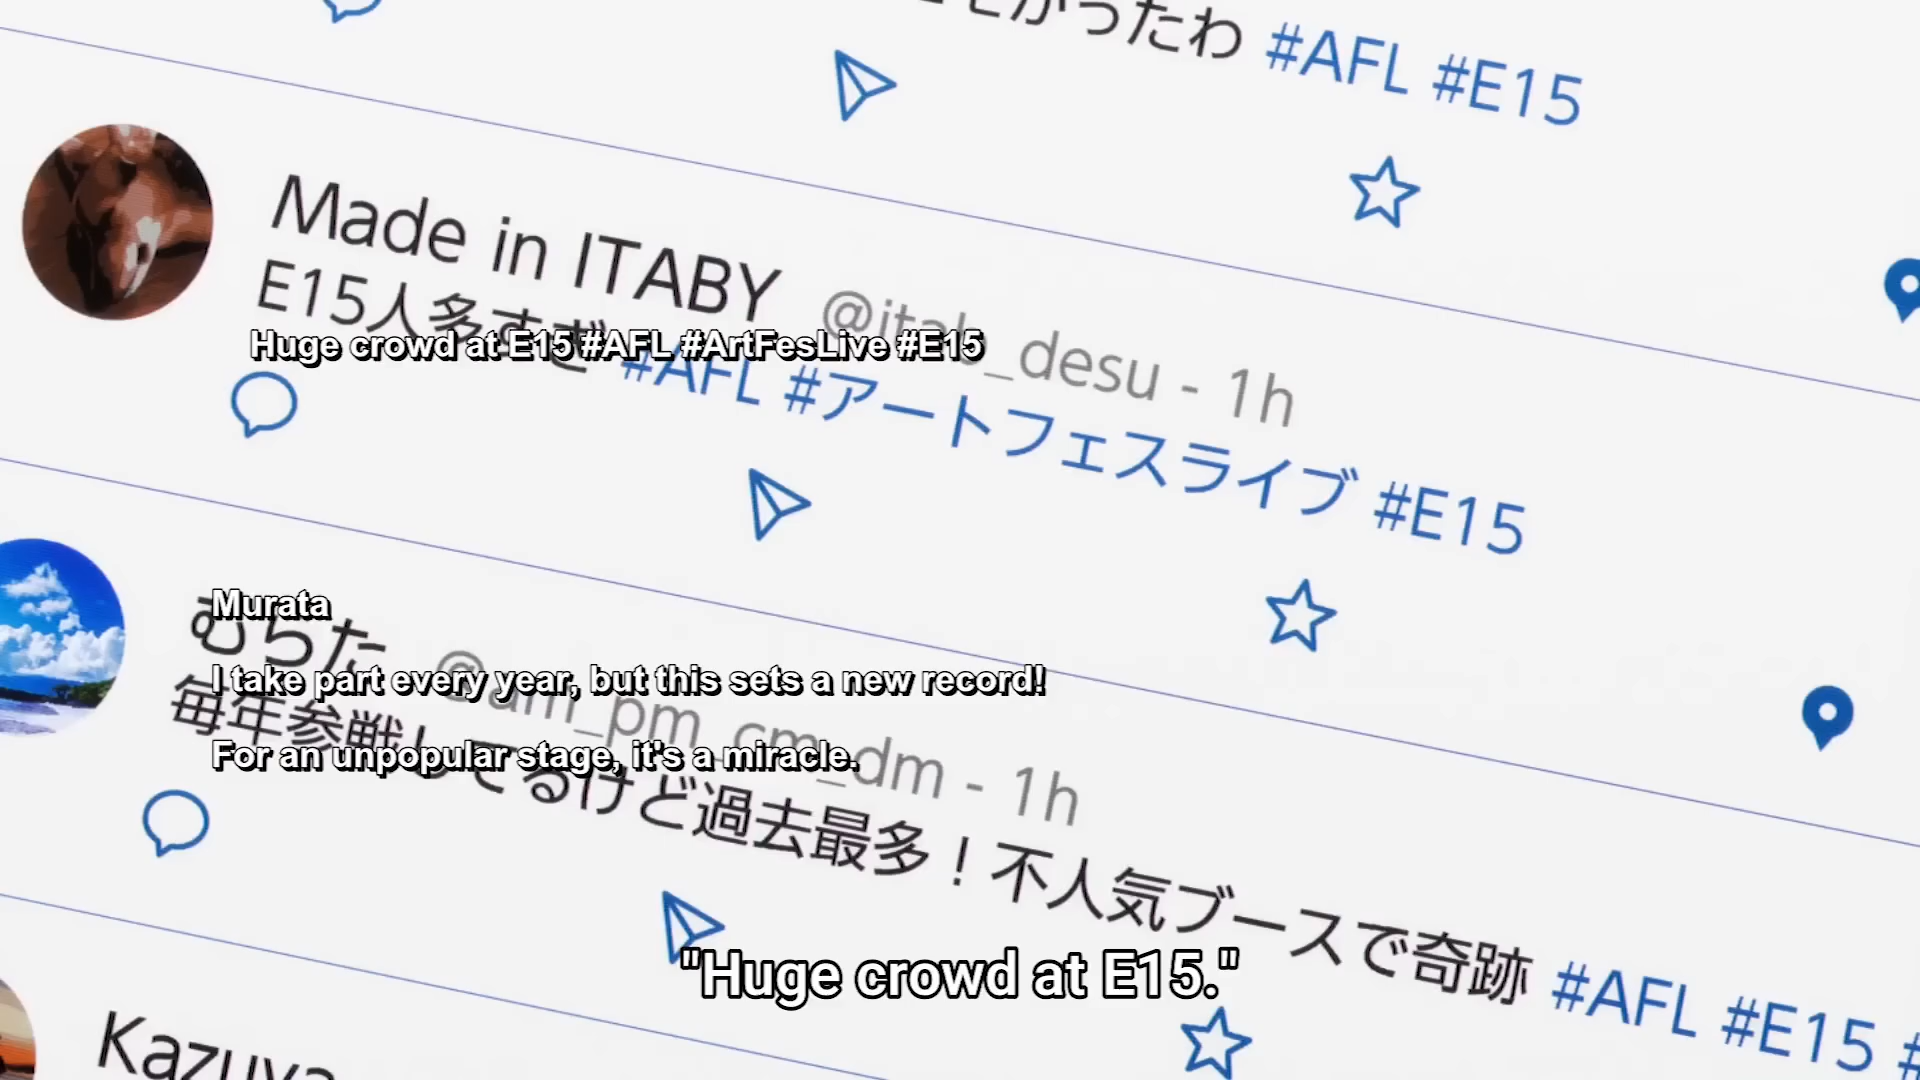 かったわ #AFL #E15
Made in ITABY @itab_desu - 1h
E15人多すぎ #AFL #アートフェスライブ #E15
Huge crowd at E15 #AFL #ArtFesLive #E15
むらた @am_pm_cm_dm - 1h
Murata
毎年参戦してるけど過去最多！不人気ブースで奇跡 #AFL #E15 #
I take part every year, but this sets a new record!
For an unpopular stage, it's a miracle.
"Huge crowd at E15."
Kazuya